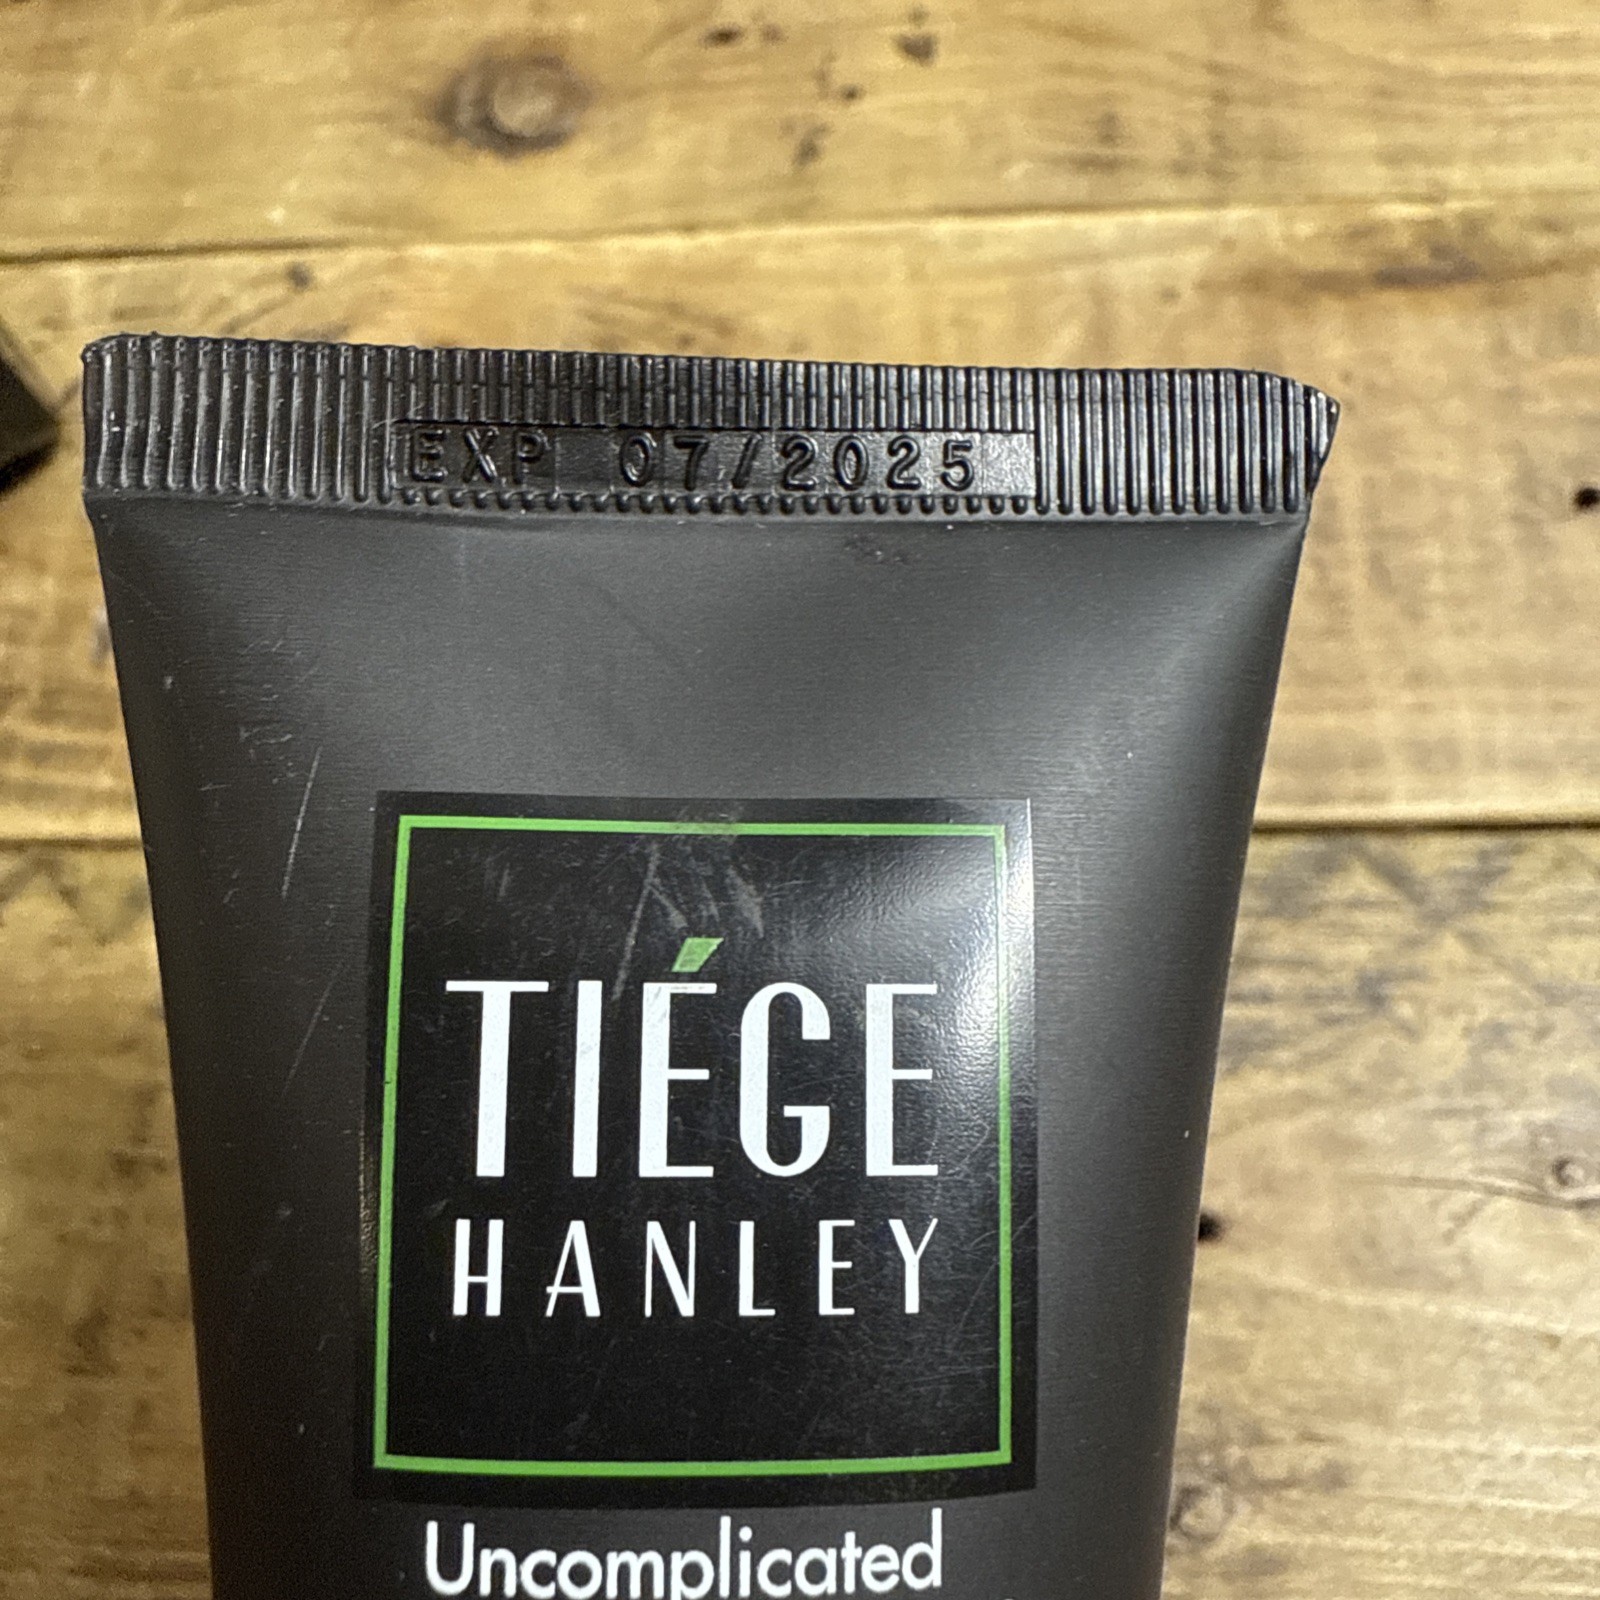 EXP 07/2025
TIÉGE
HANLEY
Uncomplicated